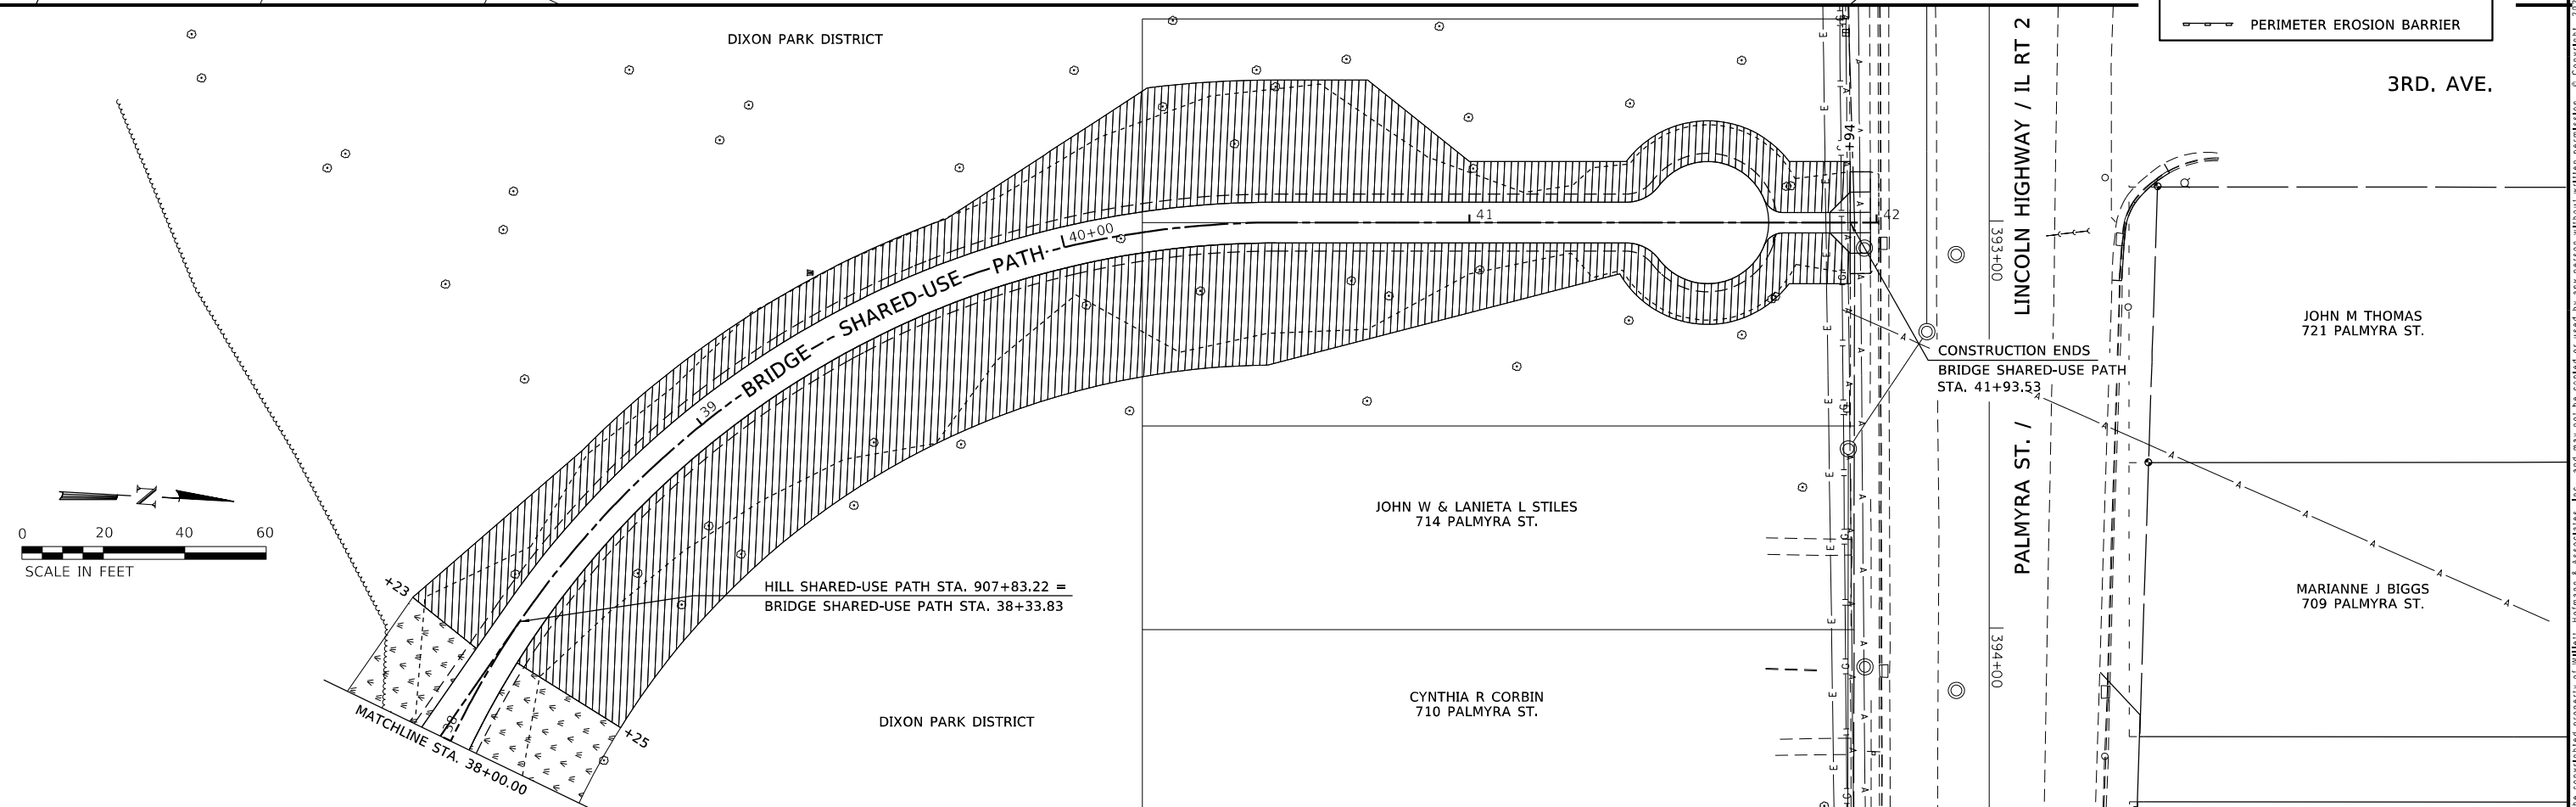 DIXON PARK DISTRICT
PERIMETER EROSION BARRIER
3RD. AVE.
LINCOLN HIGHWAY / IL RT 2
PALMYRA ST. /
+94
41
42
40+00
39
38
393+00
394+00
BRIDGE SHARED-USE PATH
CONSTRUCTION ENDS
BRIDGE SHARED-USE PATH
STA. 41+93.53
JOHN M THOMAS
721 PALMYRA ST.
N
0 20 40 60
SCALE IN FEET
JOHN W & LANIETA L STILES
714 PALMYRA ST.
+23
HILL SHARED-USE PATH STA. 907+83.22 =
BRIDGE SHARED-USE PATH STA. 38+33.83
MARIANNE J BIGGS
709 PALMYRA ST.
CYNTHIA R CORBIN
710 PALMYRA ST.
DIXON PARK DISTRICT
+25
MATCHLINE STA. 38+00.00